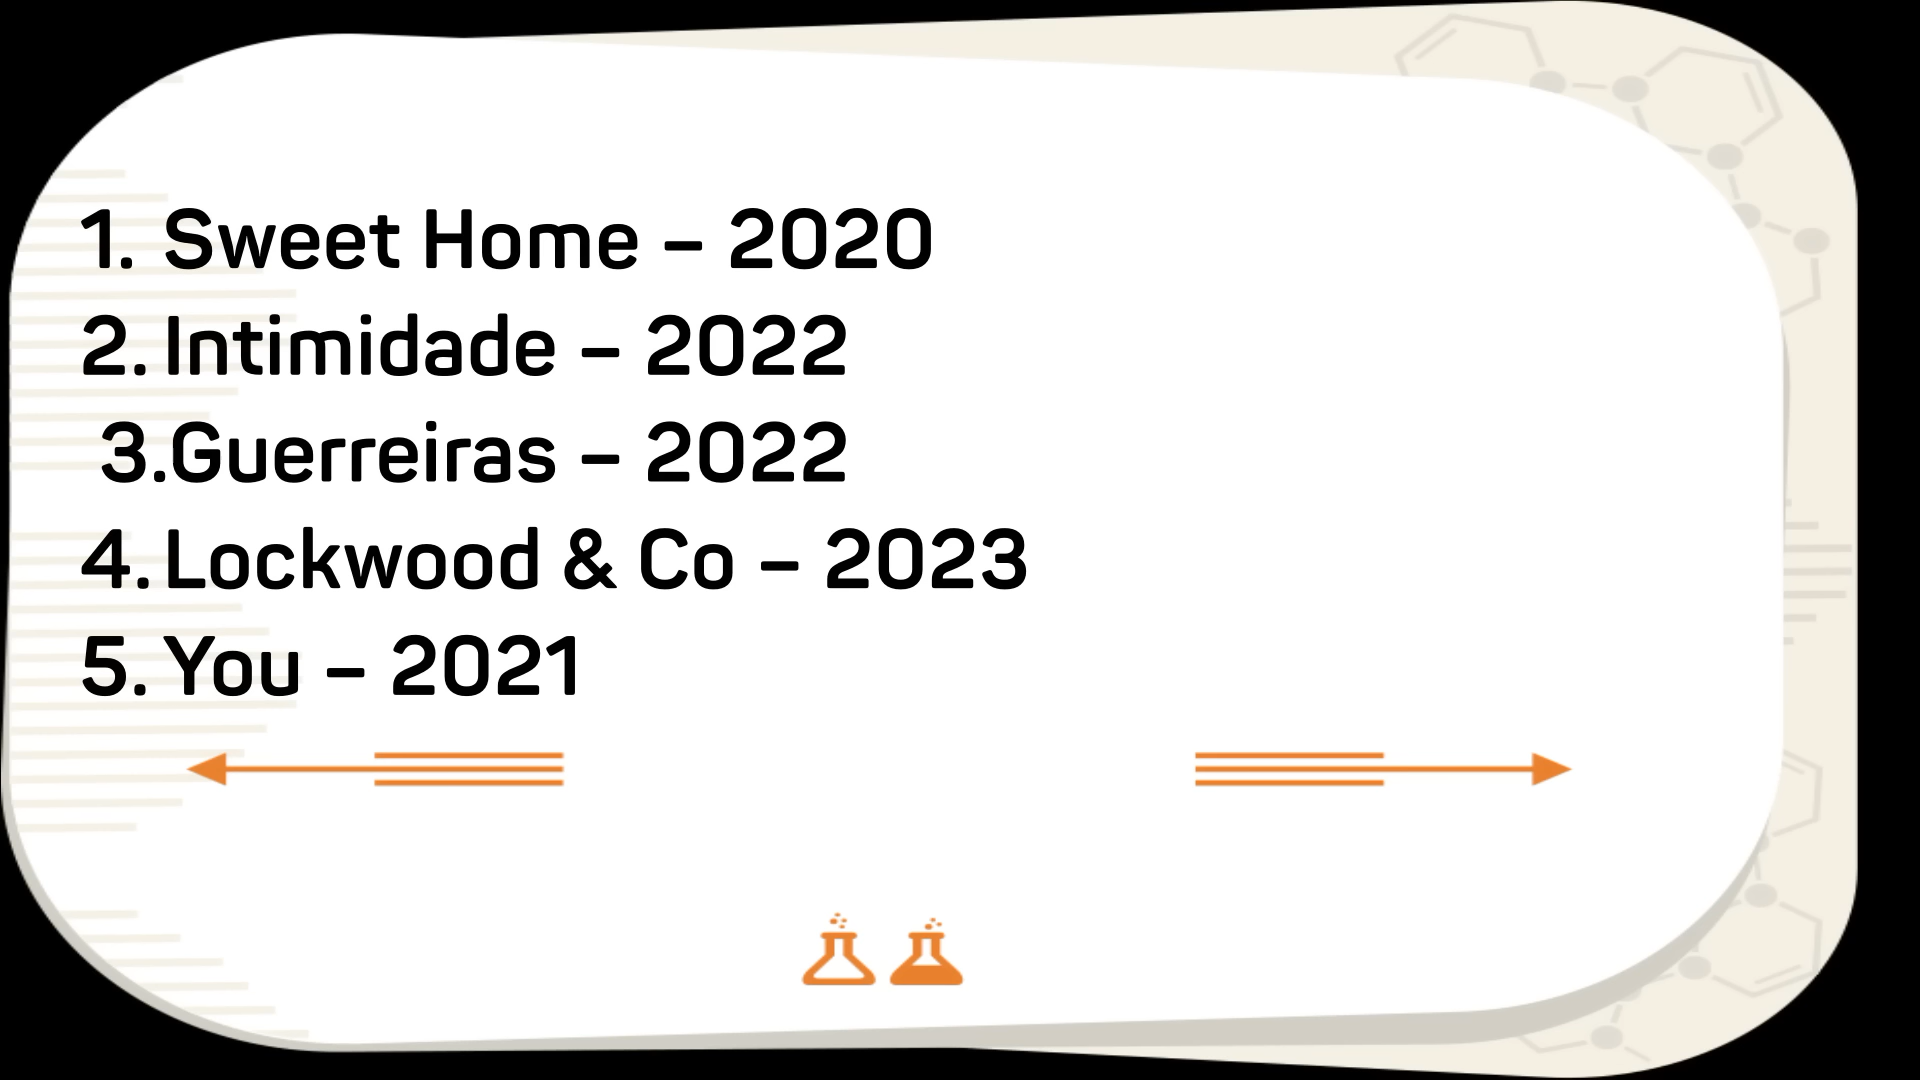 1. Sweet Home – 2020
2. Intimidade – 2022
3.Guerreiras – 2022
4. Lockwood & Co – 2023
5. You – 2021